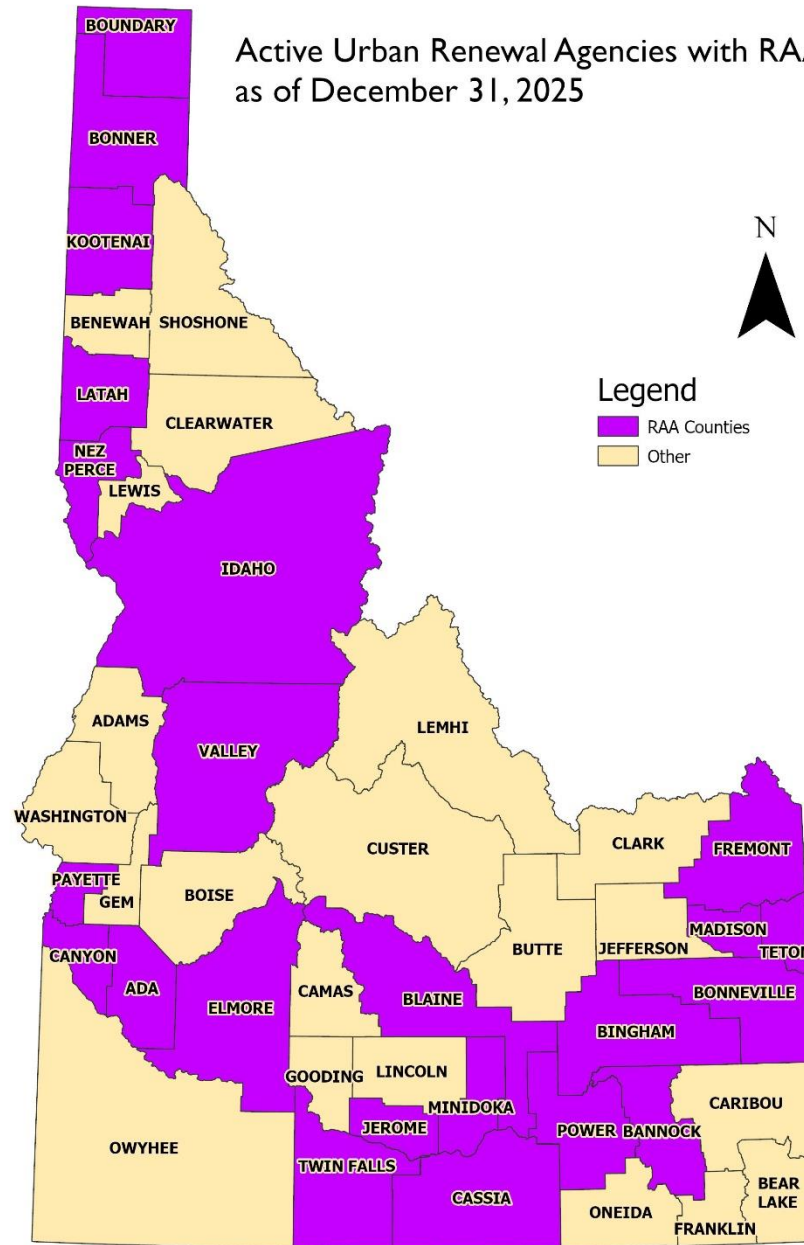 Active Urban Renewal Agencies with RAA
as of December 31, 2025
BOUNDARY
BONNER
N
KOOTENAI
BENEWAH
SHOSHONE
Legend
RAA Counties
Other
LATAH
CLEARWATER
NEZ
PERCE
LEWIS
IDAHO
ADAMS
LEMHI
VALLEY
WASHINGTON
CUSTER
CLARK
FREMONT
PAYETTE
GEM
BOISE
MADISON
BUTTE
JEFFERSON
TETON
CANYON
ADA
ELMORE
CAMAS
BLAINE
BONNEVILLE
BINGHAM
GOODING
LINCOLN
CARIBOU
JEROME
MINIDOKA
POWER
BANNOCK
OWYHEE
TWIN FALLS
CASSIA
BEAR
LAKE
ONEIDA
FRANKLIN